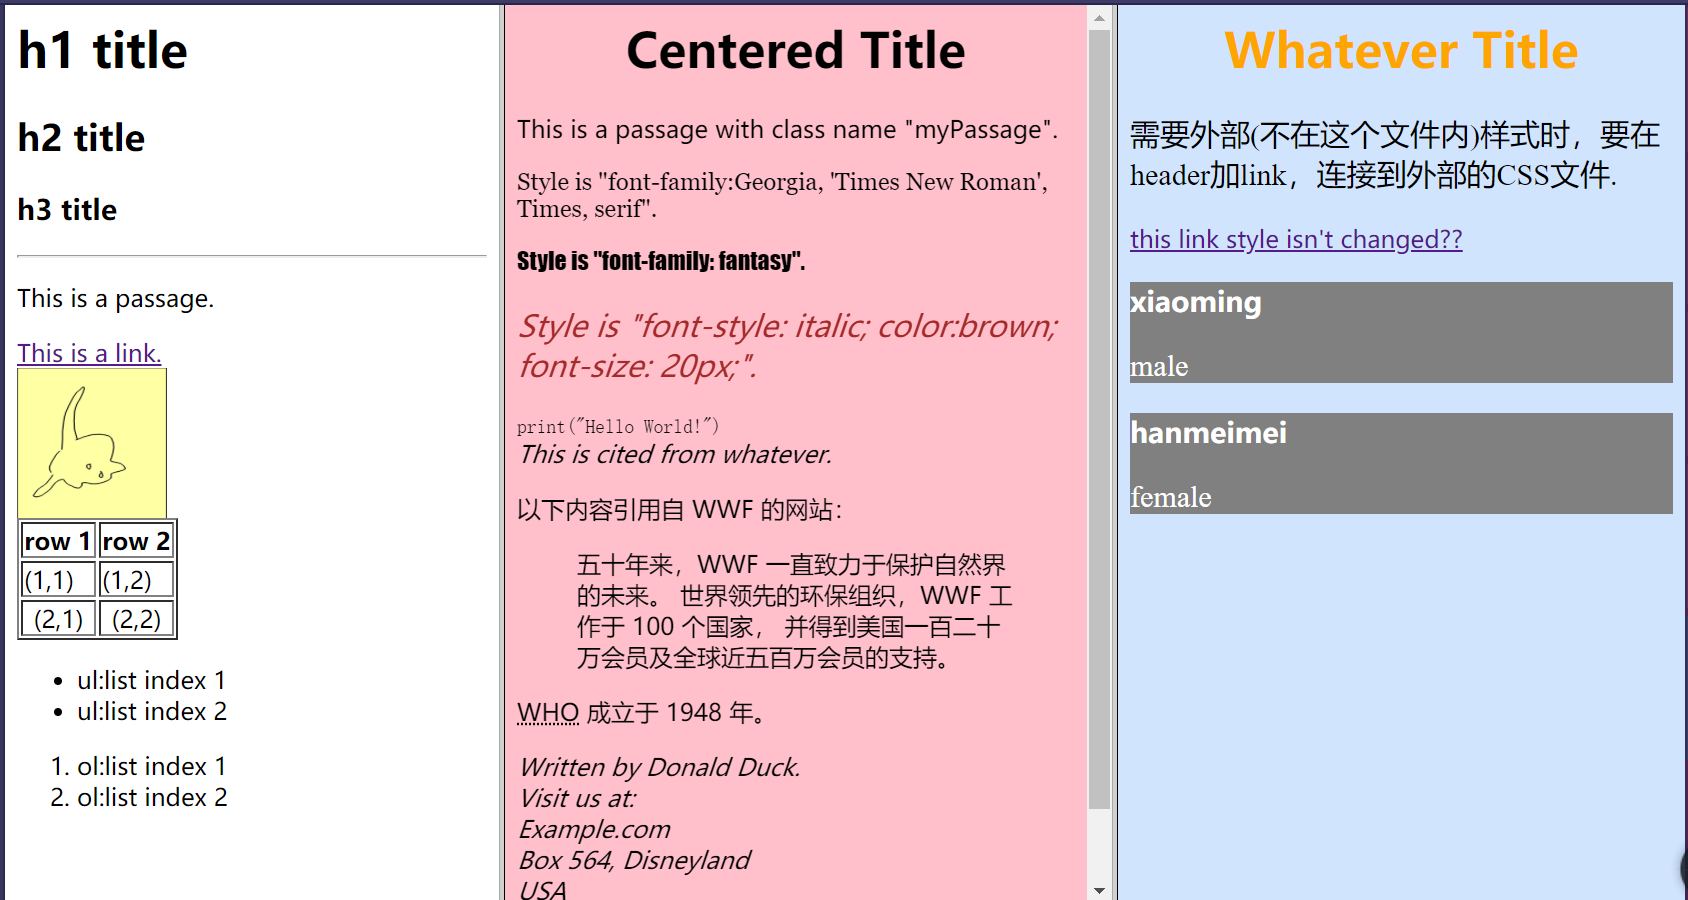 h1 title
h2 title
h3 title
This is a passage.
This is a link.
row 1 row 2
(1,1) (1,2)
(2,1) (2,2)
• ul:list index 1
• ul:list index 2
1. ol:list index 1
2. ol:list index 2
Centered Title
This is a passage with class name "myPassage".
Style is "font-family:Georgia, 'Times New Roman',
Times, serif".
Style is "font-family: fantasy".
Style is "font-style: italic; color:brown;
font-size: 20px;".
print("Hello World!")
This is cited from whatever.
以下内容引用自 WWF 的网站：
五十年来，WWF 一直致力于保护自然界
的未来。 世界领先的环保组织，WWF 工
作于 100 个国家， 并得到美国一百二十
万会员及全球近五百万会员的支持。
WHO 成立于 1948 年。
Written by Donald Duck.
Visit us at:
Example.com
Box 564, Disneyland
USA
Whatever Title
需要外部(不在这个文件内)样式时，要在
header加link，连接到外部的CSS文件.
this link style isn't changed??
xiaoming
male
hanmeimei
female